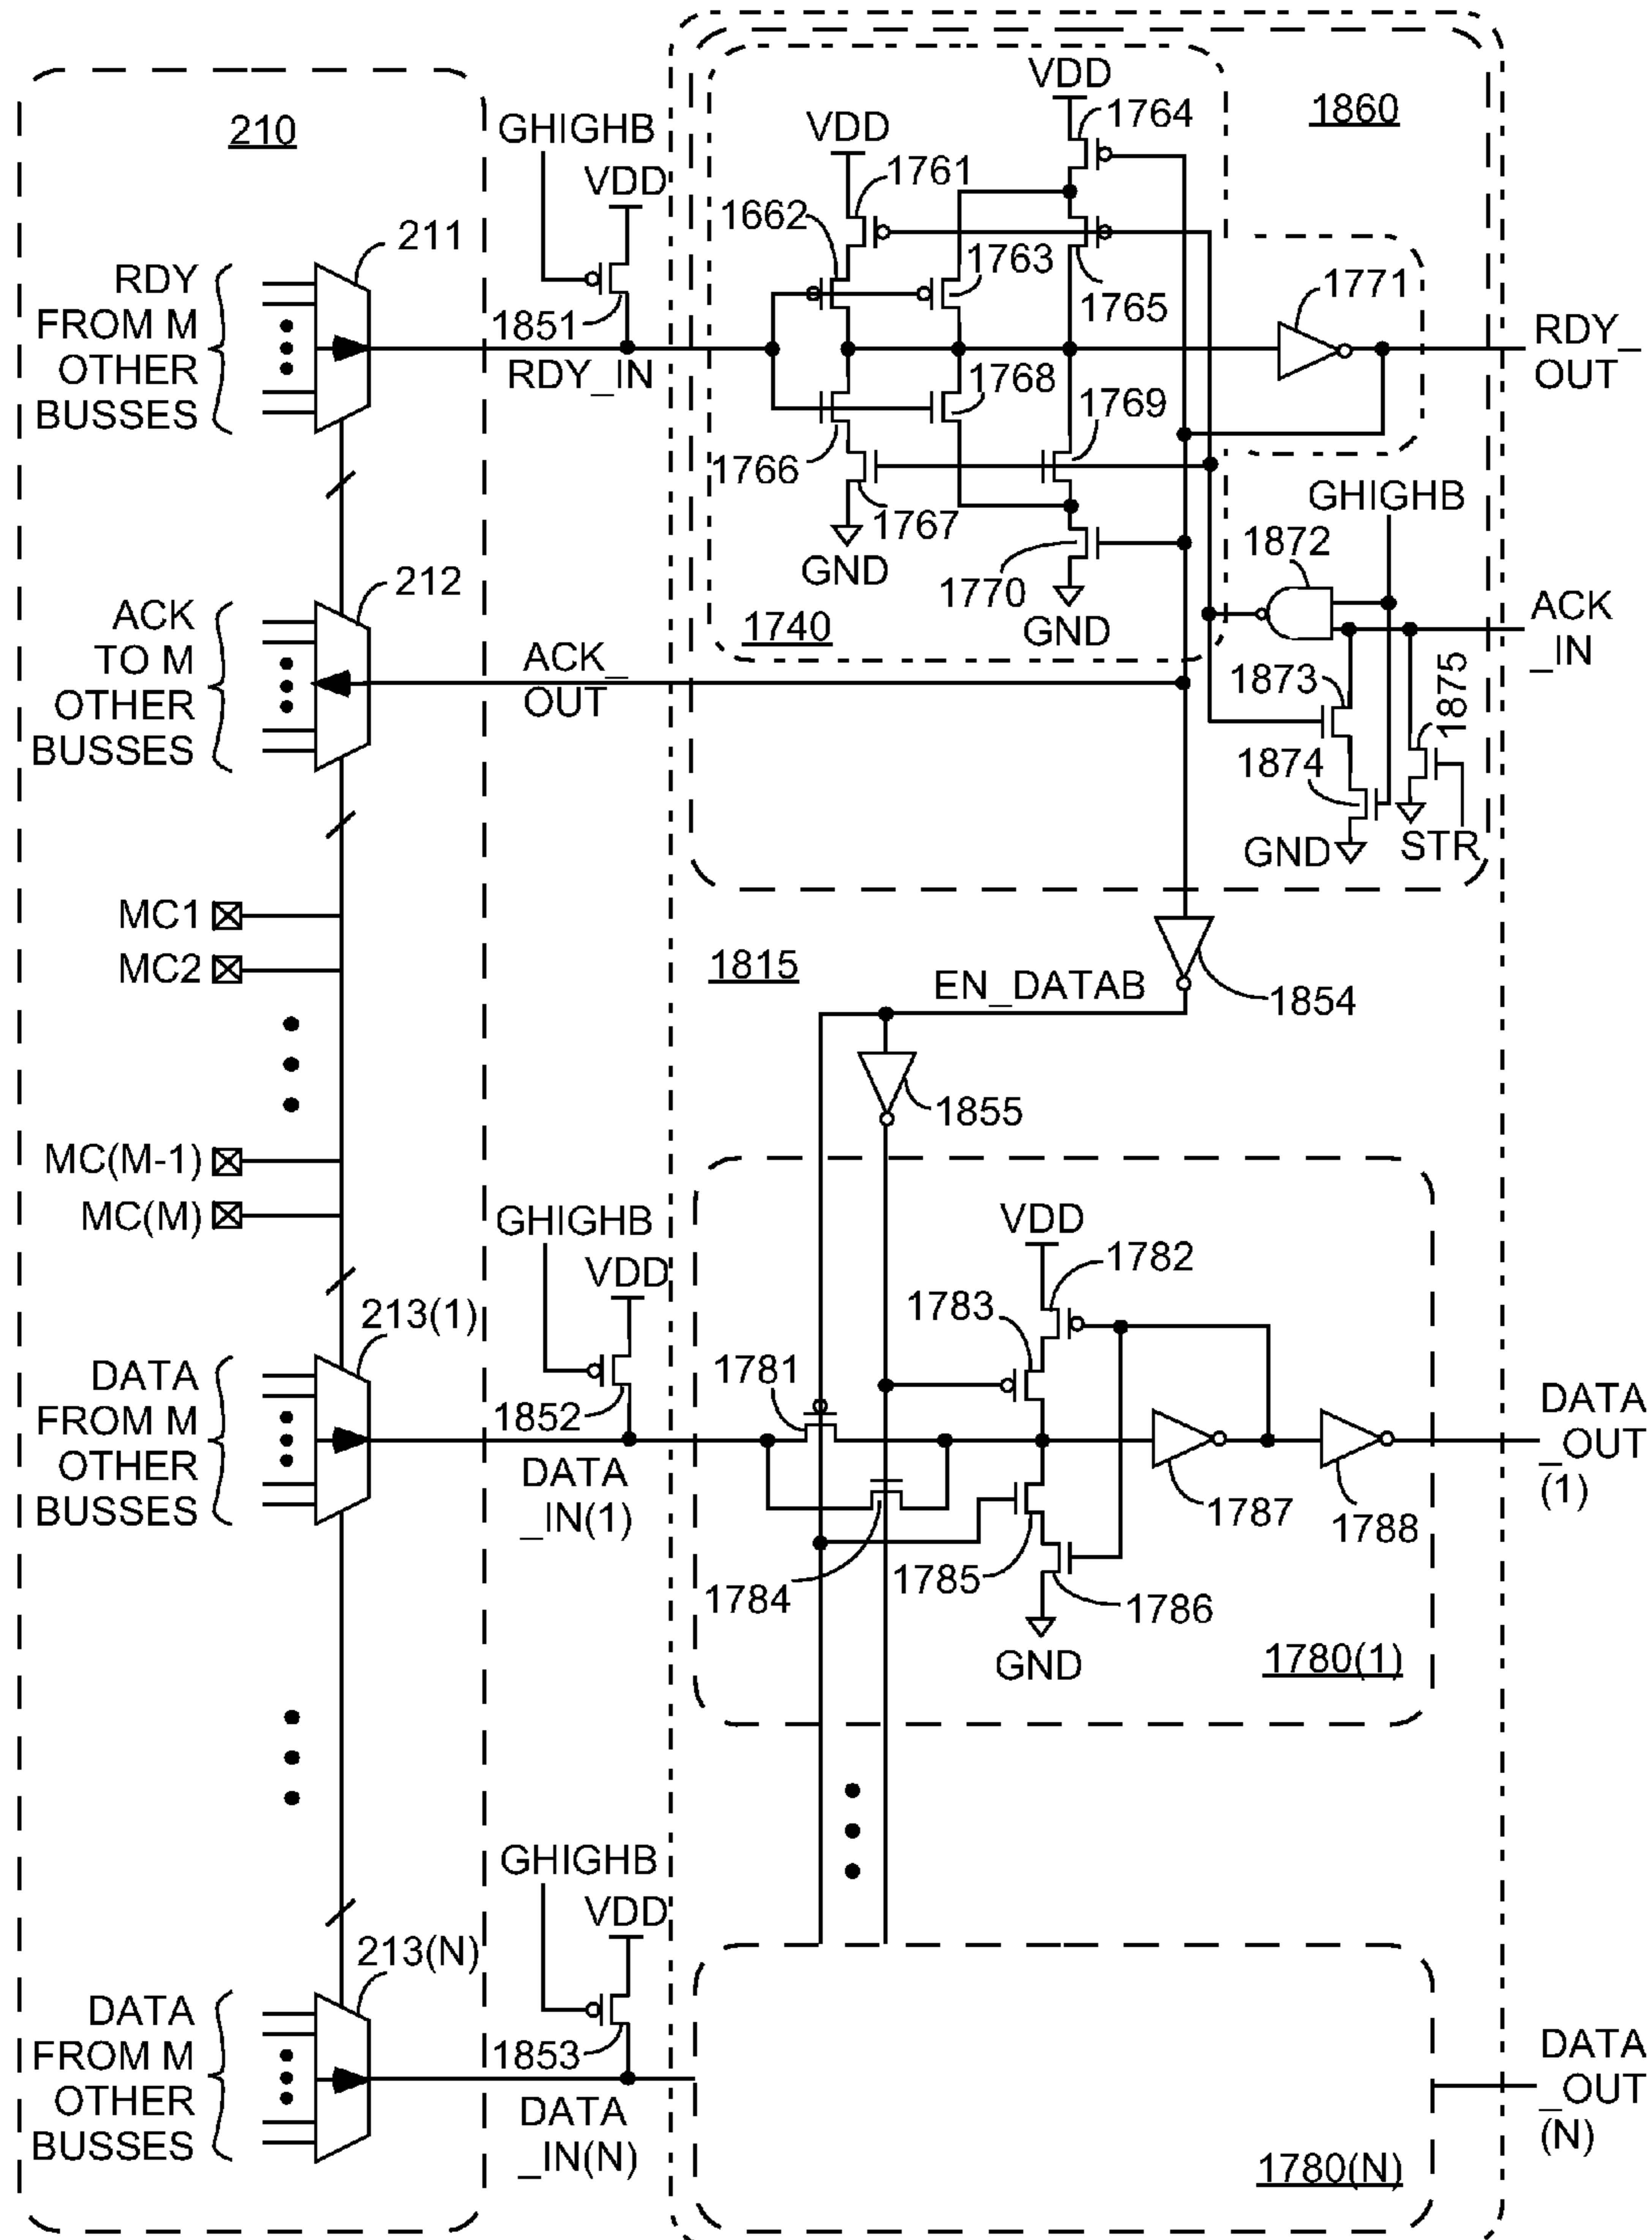 210
GHIGHB
VDD
1851
RDY_IN
211
RDY
FROM M
OTHER
BUSSES
VDD
1761
1662
1763
VDD
1764
1765
1860
1771
RDY_
OUT
1766
1767
GND
1768
1769
1770
GND
1740
GHIGHB
1872
ACK
_IN
1873
1874
1875
GND
STR
212
ACK
TO M
OTHER
BUSSES
ACK_
OUT
MC1
MC2
MC(M-1)
MC(M)
1815
EN_DATAB
1854
1855
213(1)
DATA
FROM M
OTHER
BUSSES
GHIGHB
VDD
1852
DATA
_IN(1)
1781
1784
VDD
1782
1783
1785
1786
GND
1787
1788
1780(1)
DATA
_OUT
(1)
213(N)
DATA
FROM M
OTHER
BUSSES
GHIGHB
VDD
1853
DATA
_IN(N)
1780(N)
DATA
_OUT
(N)